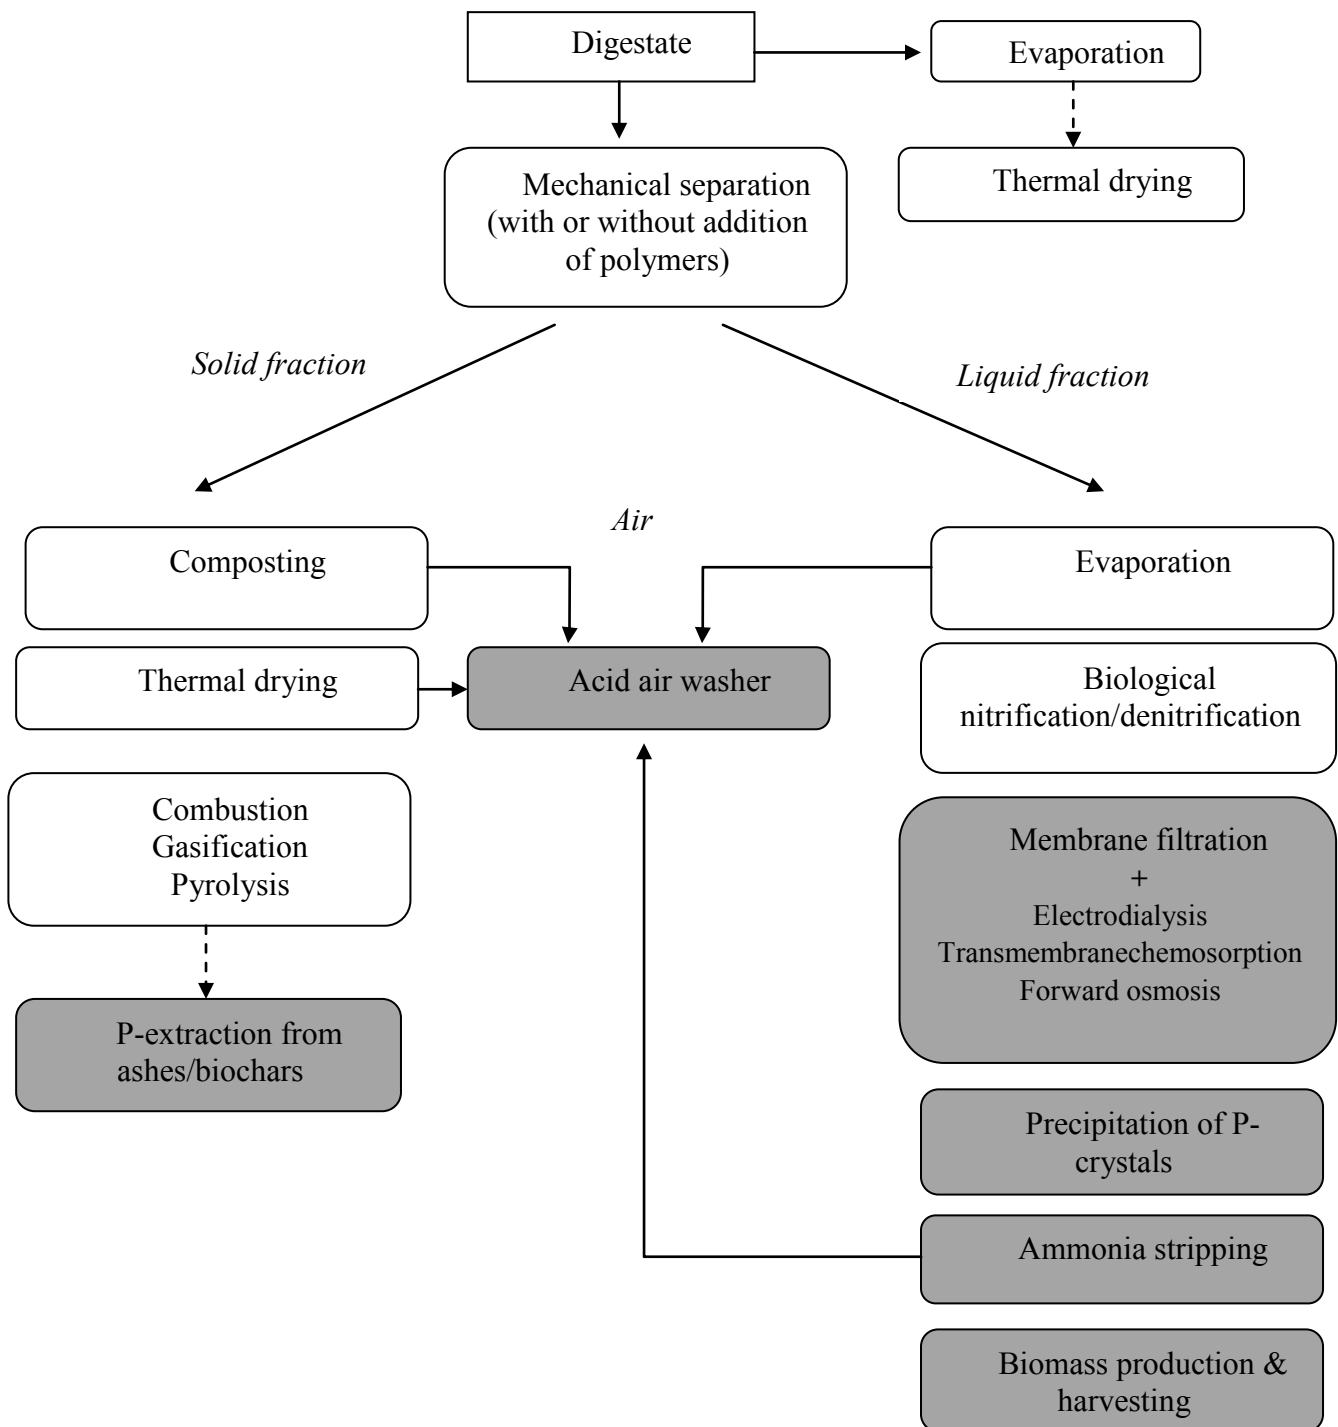 Digestate
Evaporation
Thermal drying
Mechanical separation
(with or without addition
of polymers)
Solid fraction
Liquid fraction
Air
Composting
Evaporation
Thermal drying
Acid air washer
Biological
nitrification/denitrification
Combustion
Gasification
Pyrolysis
Membrane filtration
+
Electrodialysis
Transmembranechemosorption
Forward osmosis
P-extraction from
ashes/biochars
Precipitation of P-
crystals
Ammonia stripping
Biomass production &
harvesting